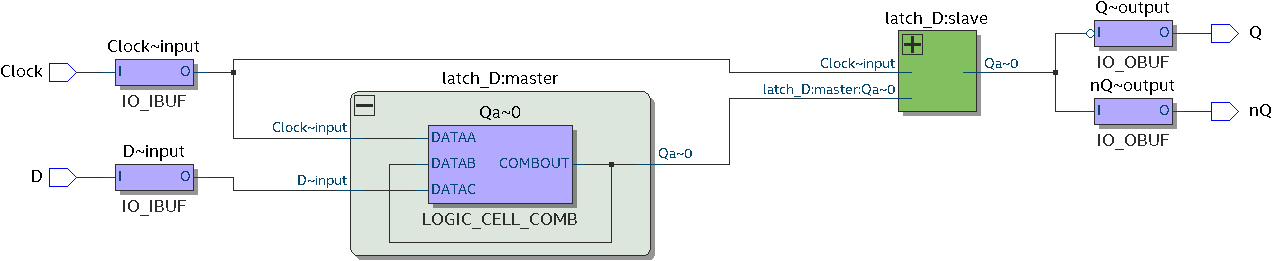 Clock
Clock~input
I
O
IO_IBUF
D
D~input
I
O
IO_IBUF
latch_D:master
Clock~input
D~input
Qa~0
DATAA
DATAB
COMBOUT
DATAC
LOGIC_CELL_COMB
Qa~0
latch_D:slave
Clock~input
latch_D:master:Qa~0
Qa~0
Q~output
I
O
IO_OBUF
Q
nQ~output
I
O
IO_OBUF
nQ